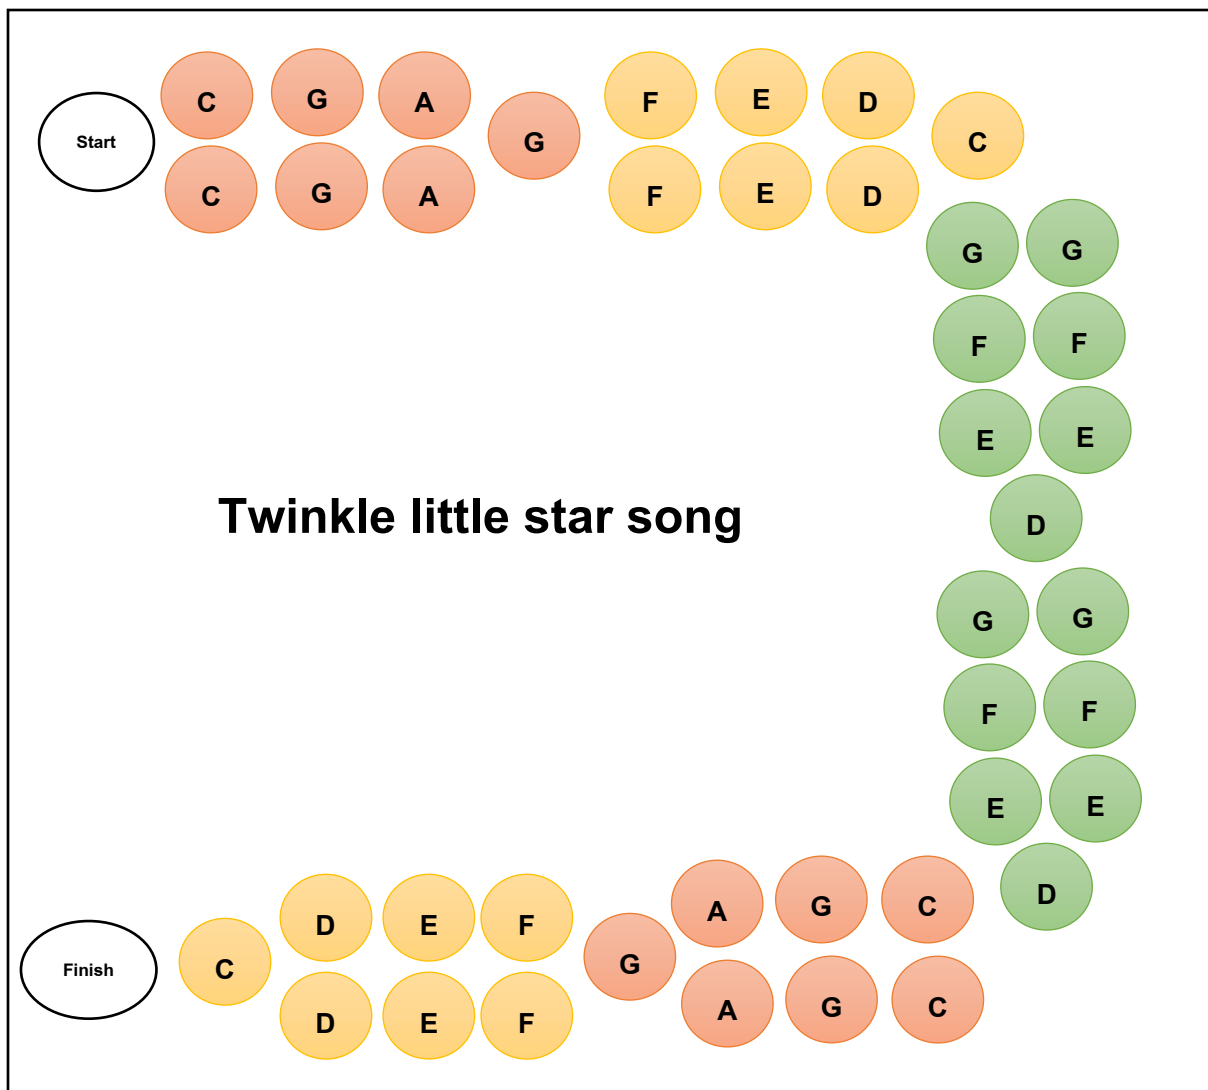 Start
C G A G F E D C
C G A F E D
G G
F F
E E
D
Twinkle little star song
G G
F F
E E
D
C D E F G A G C
D E F A G C
Finish